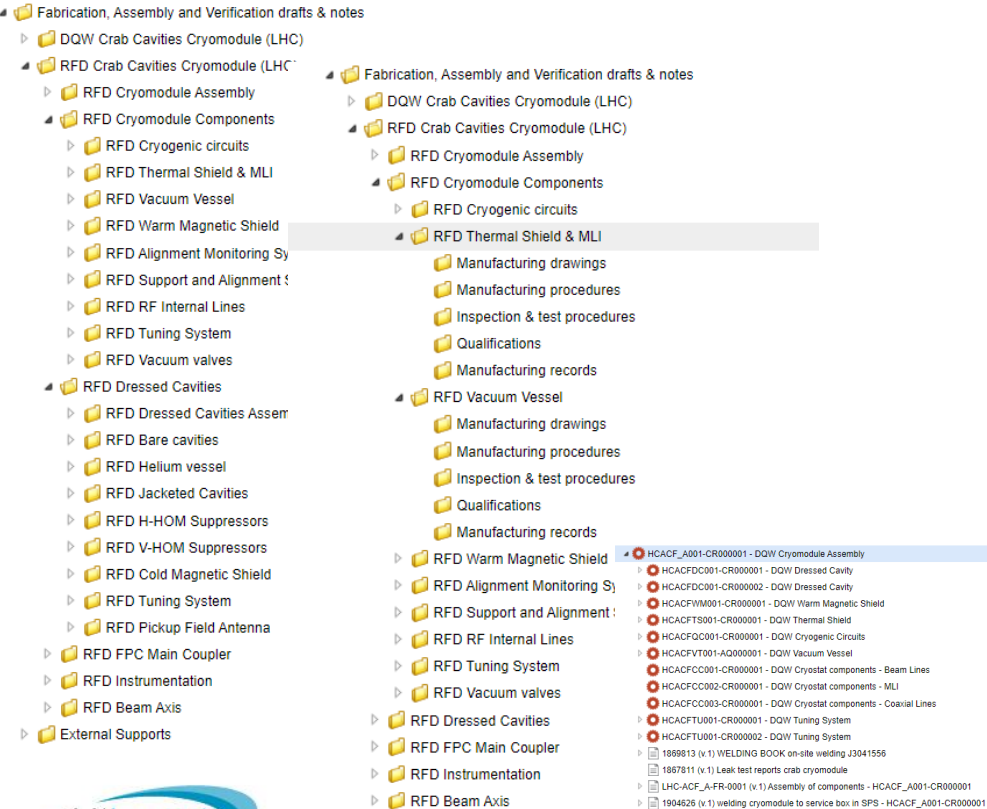 Fabrication, Assembly and Verification drafts & notes
DQW Crab Cavities Cryomodule (LHC)
RFD Crab Cavities Cryomodule (LHC
RFD Cryomodule Assembly
RFD Cryomodule Components
RFD Cryogenic circuits
RFD Thermal Shield & MLI
RFD Vacuum Vessel
RFD Warm Magnetic Shield
RFD Alignment Monitoring Sy
RFD Support and Alignment S
RFD RF Internal Lines
RFD Tuning System
RFD Vacuum valves
RFD Dressed Cavities
RFD Dressed Cavities Assem
RFD Bare cavities
RFD Helium vessel
RFD Jacketed Cavities
RFD H-HOM Suppressors
RFD V-HOM Suppressors
RFD Cold Magnetic Shield
RFD Tuning System
RFD Pickup Field Antenna
RFD FPC Main Coupler
RFD Instrumentation
RFD Beam Axis
External Supports
Fabrication, Assembly and Verification drafts & notes
DQW Crab Cavities Cryomodule (LHC)
RFD Crab Cavities Cryomodule (LHC)
RFD Cryomodule Assembly
RFD Cryomodule Components
RFD Cryogenic circuits
RFD Thermal Shield & MLI
Manufacturing drawings
Manufacturing procedures
Inspection & test procedures
Qualifications
Manufacturing records
RFD Vacuum Vessel
Manufacturing drawings
Manufacturing procedures
Inspection & test procedures
Qualifications
Manufacturing records
RFD Warm Magnetic Shield
RFD Alignment Monitoring Sy
RFD Support and Alignment
RFD RF Internal Lines
RFD Tuning System
RFD Vacuum valves
RFD Dressed Cavities
RFD FPC Main Coupler
RFD Instrumentation
RFD Beam Axis
HCACF_A001-CR000001 - DQW Cryomodule Assembly
HCACFDC001-CR000001 - DQW Dressed Cavity
HCACFDC001-CR000002 - DQW Dressed Cavity
HCACFWM001-CR000001 - DQW Warm Magnetic Shield
HCACFTS001-CR000001 - DQW Thermal Shield
HCACFQC001-CR000001 - DQW Cryogenic Circuits
HCACFVT001-AQ000001 - DQW Vacuum Vessel
HCACFCC001-CR000001 - DQW Cryostat components - Beam Lines
HCACFCC002-CR000001 - DQW Cryostat components - MLI
HCACFCC003-CR000001 - DQW Cryostat components - Coaxial Lines
HCACFTU001-CR000001 - DQW Tuning System
HCACFTU001-CR000002 - DQW Tuning System
1869813 (v.1) WELDING BOOK on-site welding J3041556
1867811 (v.1) Leak test reports crab cryomodule
LHC-ACF_A-FR-0001 (v.1) Assembly of components - HCACF_A001-CR000001
1904626 (v.1) welding cryomodule to service box in SPS - HCACF_A001-CR000001